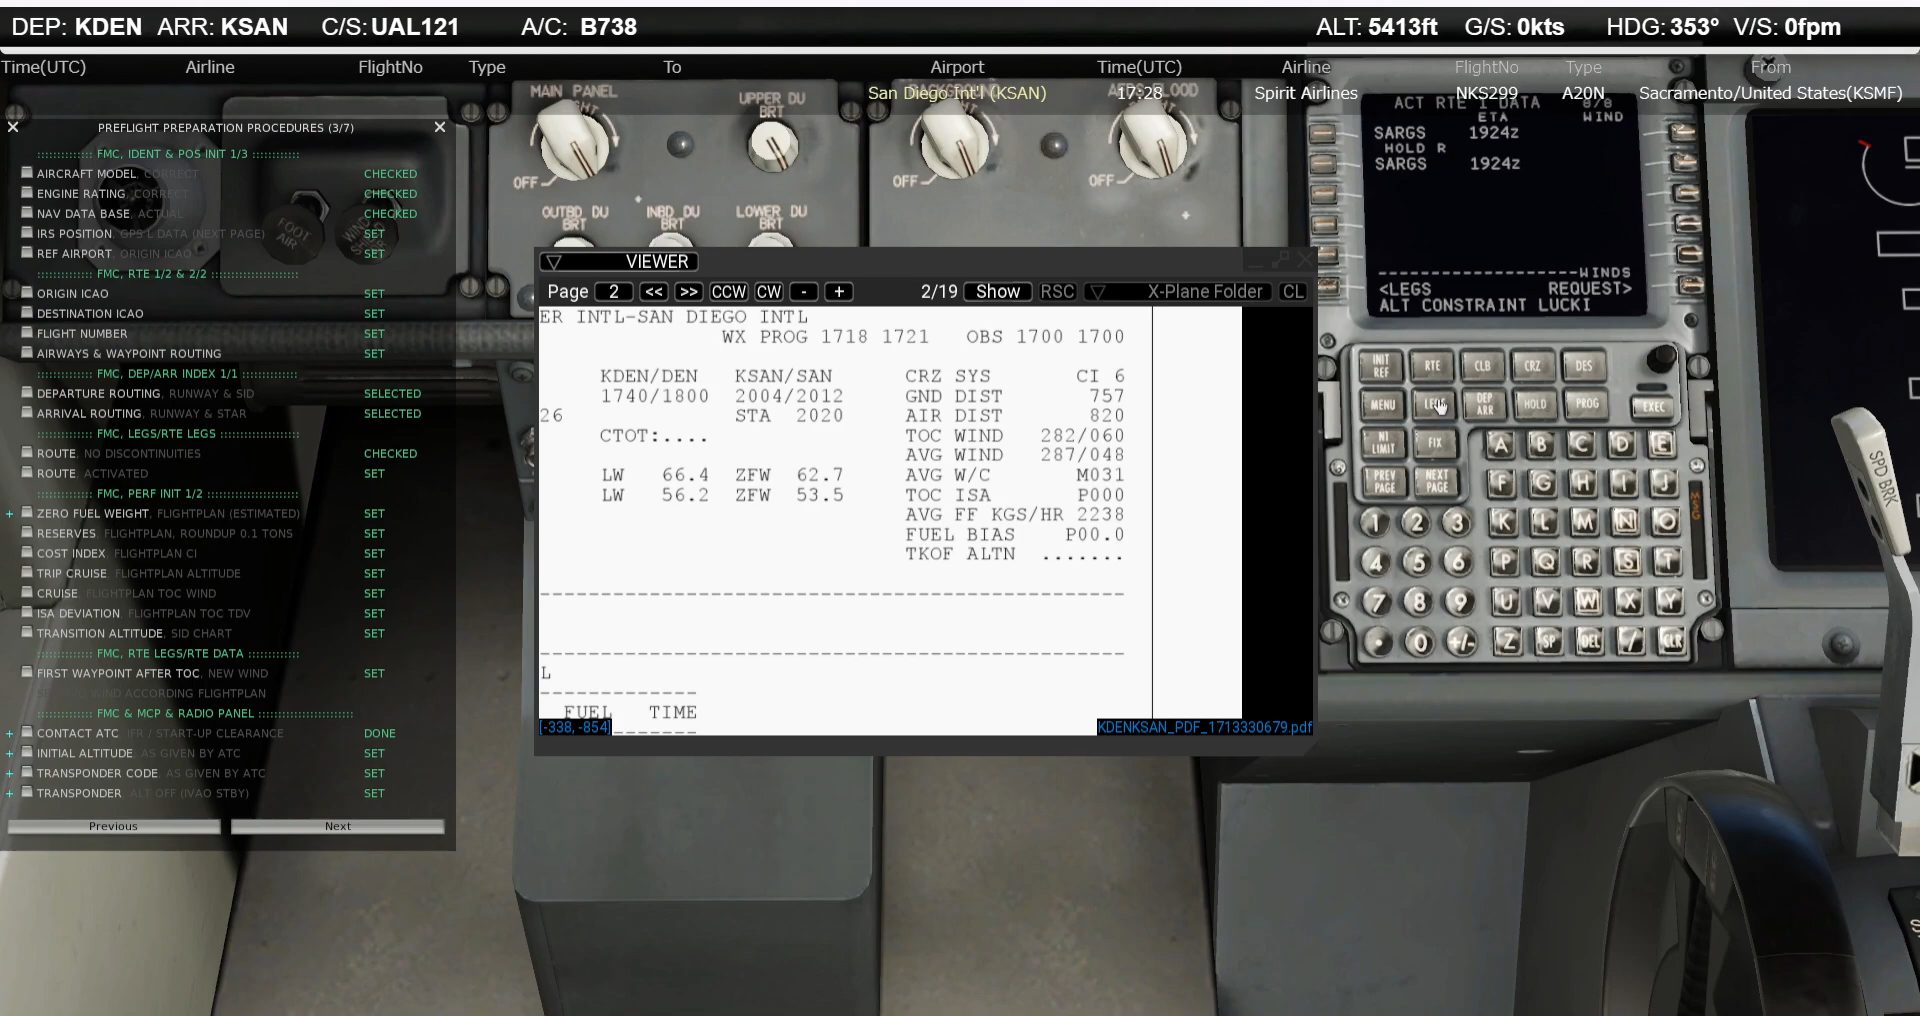 DEP: KDEN ARR: KSAN C/S: UAL121 A/C: B738 ALT: 5413ft G/S: 0kts HDG: 353° V/S: 0fpm
Time(UTC) Airline FlightNo Type To Airport Time(UTC) Airline FlightNo Type From
San Diego Int'l (KSAN) 17:28 Spirit Airlines NKS299 A20N Sacramento/United States(KSMF)
PREFLIGHT PREPARATION PROCEDURES (3/7)
:::::::::::::: FMC, IDENT & POS INIT 1/3 ::::::::::::
AIRCRAFT MODEL, CORRECT CHECKED
ENGINE RATING, CORRECT CHECKED
NAV DATA BASE, ACTUAL CHECKED
IRS POSITION, GPS L DATA (NEXT PAGE) SET
REF AIRPORT, ORIGIN ICAO SET
:::::::::::::: FMC, RTE 1/2 & 2/2 ::::::::::::::::::::::
ORIGIN ICAO SET
DESTINATION ICAO SET
FLIGHT NUMBER SET
AIRWAYS & WAYPOINT ROUTING SET
:::::::::::::: FMC, DEP/ARR INDEX 1/1 ::::::::::::::
DEPARTURE ROUTING, RUNWAY & SID SELECTED
ARRIVAL ROUTING, RUNWAY & STAR SELECTED
:::::::::::::: FMC, LEGS/RTE LEGS ::::::::::::::::::::
ROUTE, NO DISCONTINUITIES CHECKED
ROUTE, ACTIVATED SET
:::::::::::::: FMC, PERF INIT 1/2 ::::::::::::::::::::::
+ ZERO FUEL WEIGHT, FLIGHTPLAN (ESTIMATED) SET
RESERVES, FLIGHTPLAN, ROUNDUP 0.1 TONS SET
COST INDEX, FLIGHTPLAN CI SET
TRIP CRUISE, FLIGHTPLAN ALTITUDE SET
CRUISE, FLIGHTPLAN TOC WIND SET
ISA DEVIATION, FLIGHTPLAN TOC TDV SET
TRANSITION ALTITUDE, SID CHART SET
:::::::::::::: FMC, RTE LEGS/RTE DATA :::::::::::::
FIRST WAYPOINT AFTER TOC, NEW WIND SET
WIND ACCORDING FLIGHTPLAN
:::::::::::::: FMC & MCP & RADIO PANEL ::::::::::::::::::::::::
+ CONTACT ATC, IFR / START-UP CLEARANCE DONE
+ INITIAL ALTITUDE, AS GIVEN BY ATC SET
+ TRANSPONDER CODE, AS GIVEN BY ATC SET
+ TRANSPONDER, ALT OFF (IVAO STBY) SET
Previous Next
MAIN PANEL
UPPER DU
BRT
OFF
OUTBD DU
BRT
INBD DU
BRT
LOWER DU
BRT
OFF
OFF
FOOT
AIR
VIEWER
Page 2 << >> CCW CW - + 2/19 Show RSC X-Plane Folder CL
ER INTL-SAN DIEGO INTL
WX PROG 1718 1721 OBS 1700 1700
KDEN/DEN KSAN/SAN CRZ SYS CI 6
1740/1800 2004/2012 GND DIST 757
26 STA 2020 AIR DIST 820
CTOT:.... TOC WIND 282/060
AVG WIND 287/048
LW 66.4 ZFW 62.7 AVG W/C M031
LW 56.2 ZFW 53.5 TOC ISA P000
AVG FF KGS/HR 2238
FUEL BIAS P00.0
TKOF ALTN .......
L
FUEL TIME
[-338, -854] KDENKSAN_PDF_1713330679.pdf
ACT RTE 1 DATA 8/8
ETA WIND
SARGS 1924z
HOLD R
SARGS 1924z
--------------------WINDS
<LEGS REQUEST>
ALT CONSTRAINT LUCKI
INIT REF RTE CLB CRZ DES
MENU LEGS DEP ARR HOLD PROG EXEC
N1 LIMIT FIX A B C D E
PREV PAGE NEXT PAGE F G H I J
1 2 3 K L M N O
4 5 6 P Q R S T
7 8 9 U V W X Y
. 0 +/- Z SP DEL / CLR
MSG
SPD BRK